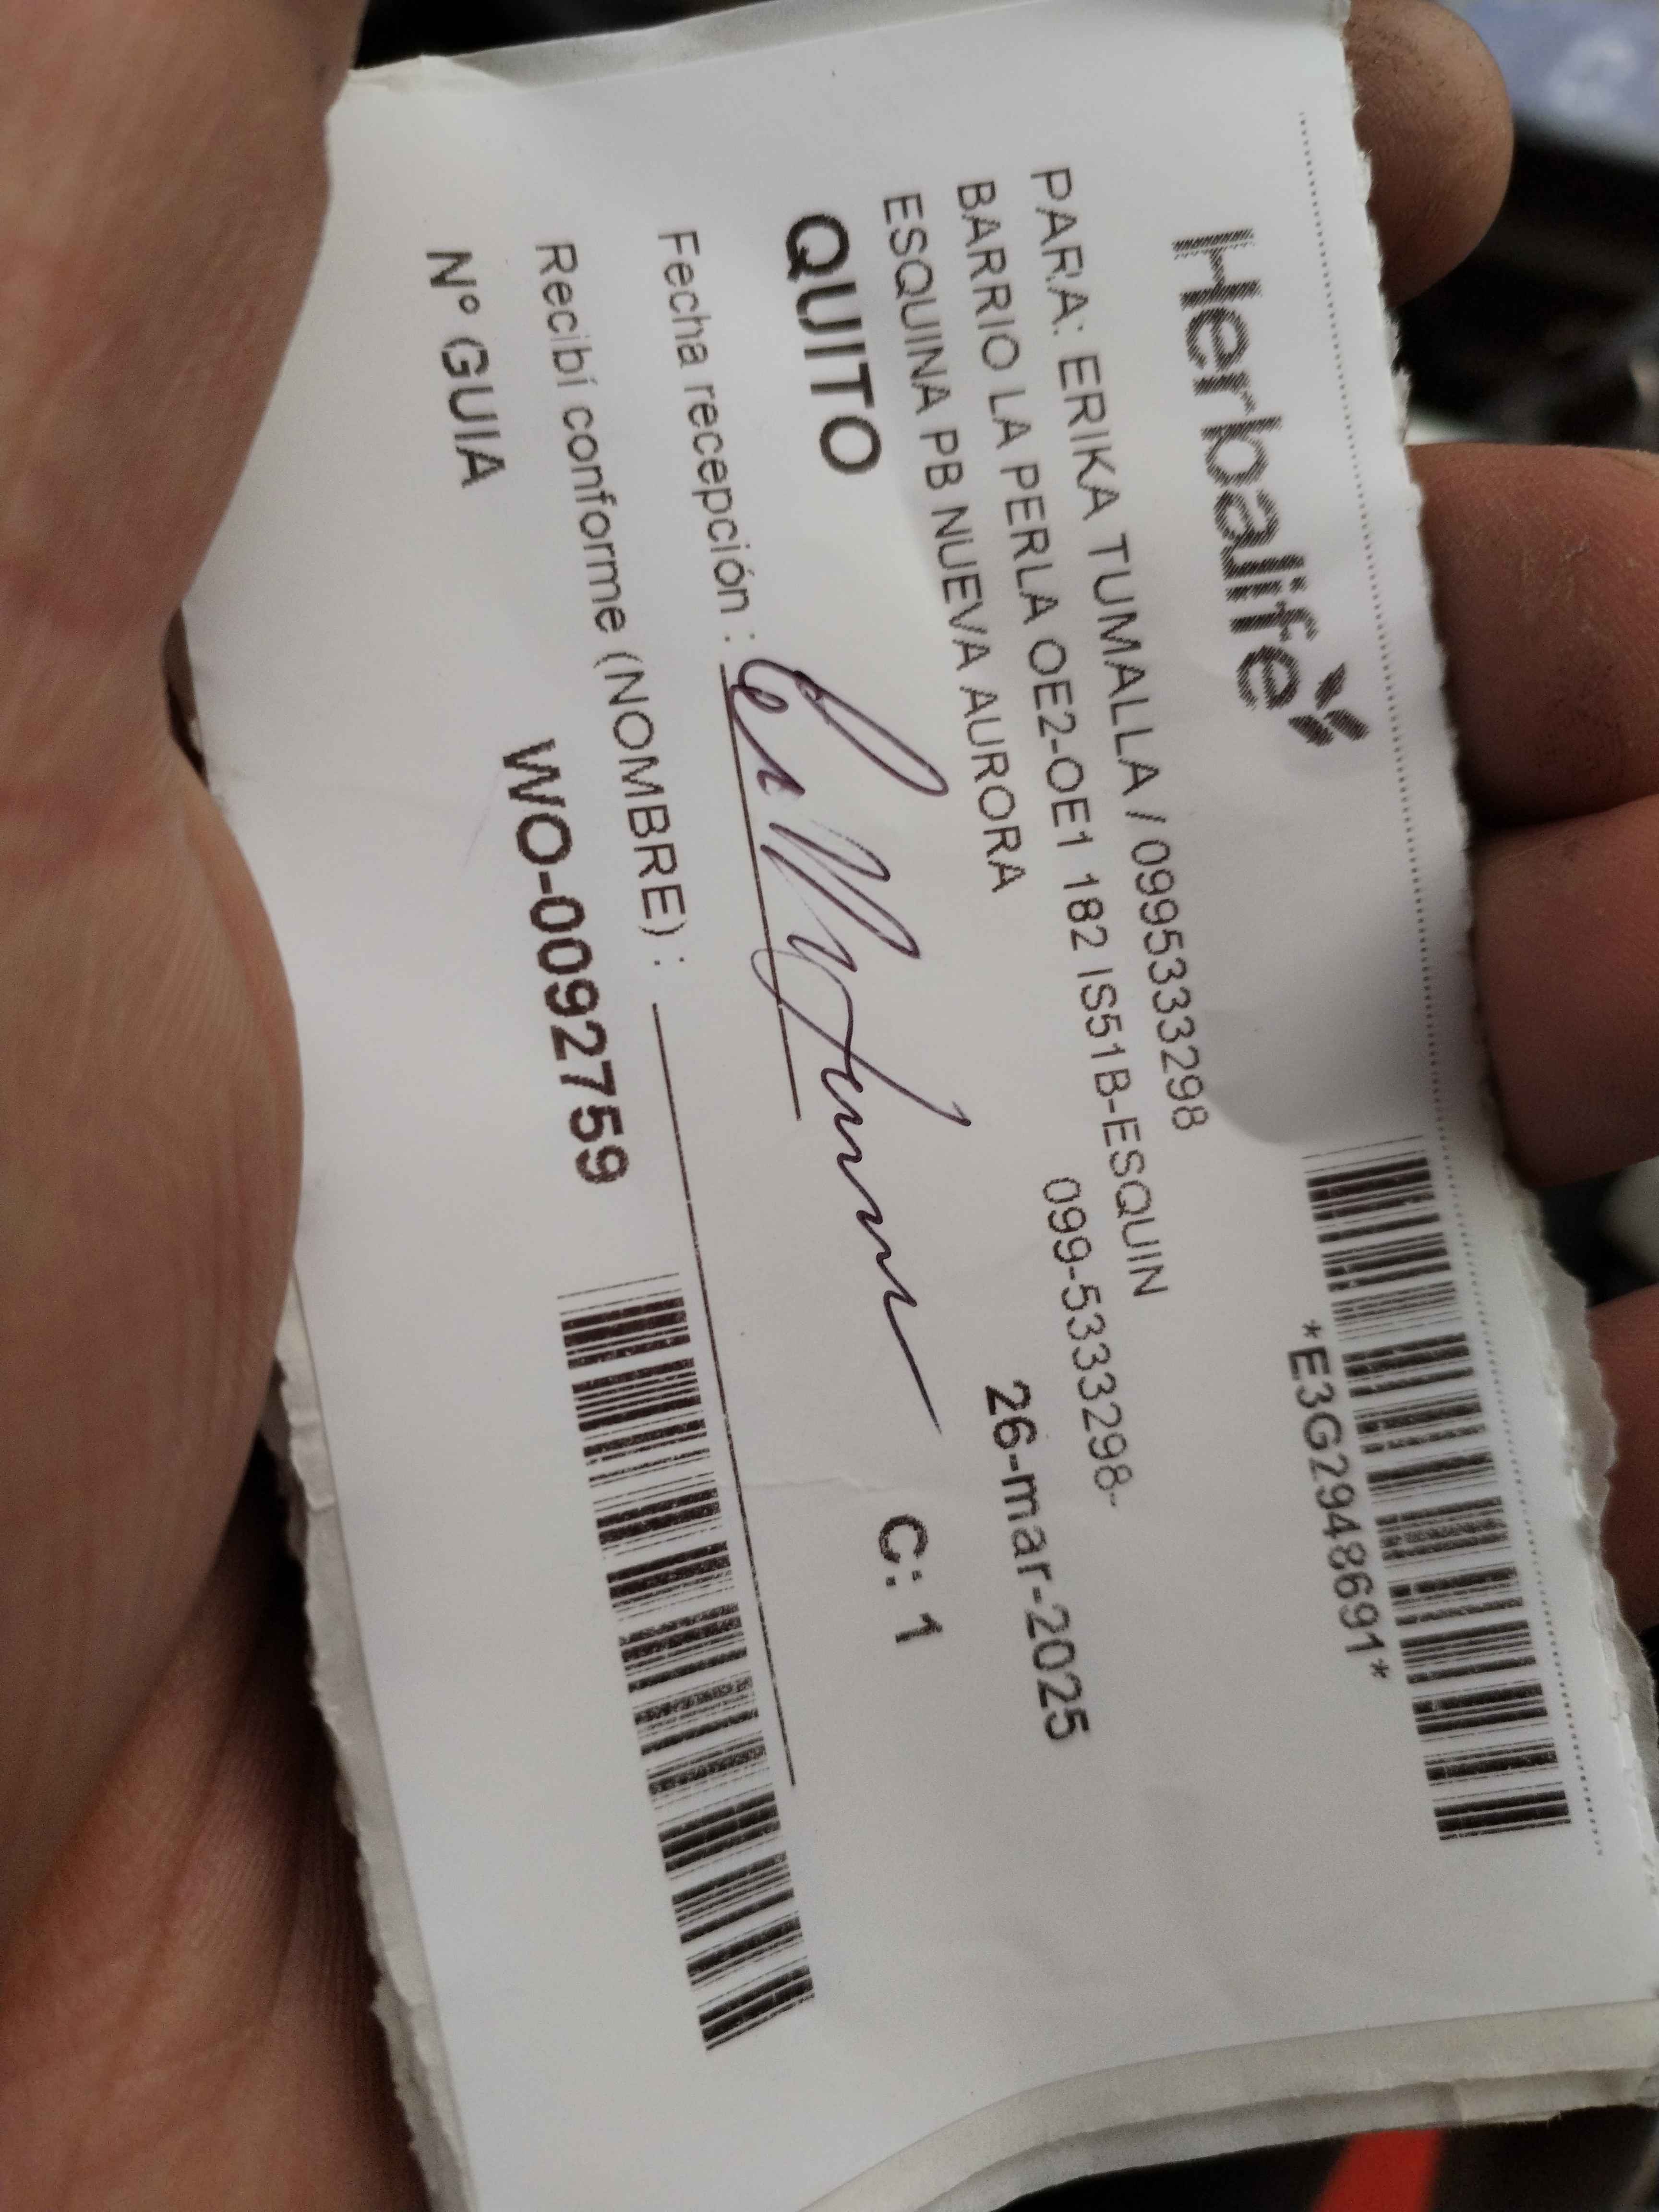 Herbalife
*E3G2948691*
PARA: ERIKA TUMALLA / 0995333298
BARRIO LA PERLA OE2-OE1 182 IS51B-ESQUIN
ESQUINA PB NUEVA AURORA
099-5333298-
QUITO
26-mar-2025
Fecha recepción :
C: 1
Recibí conforme (NOMBRE) :
Nº GUIA
WO-0092759